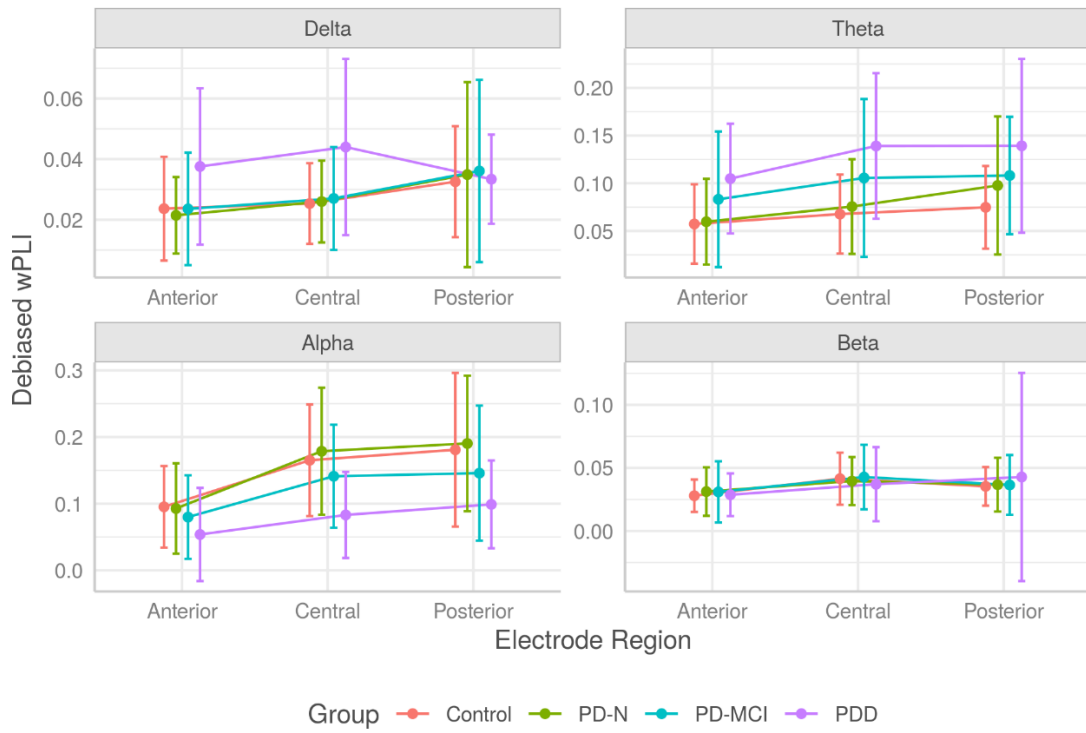 Delta
Theta
0.06
0.04
0.02
0.20
0.15
0.10
0.05
Anterior Central Posterior
Anterior Central Posterior
Alpha
Beta
0.3
0.2
0.1
0.0
0.10
0.05
0.00
Anterior Central Posterior
Anterior Central Posterior
Debiased wPLI
Electrode Region
Group Control PD-N PD-MCI PDD